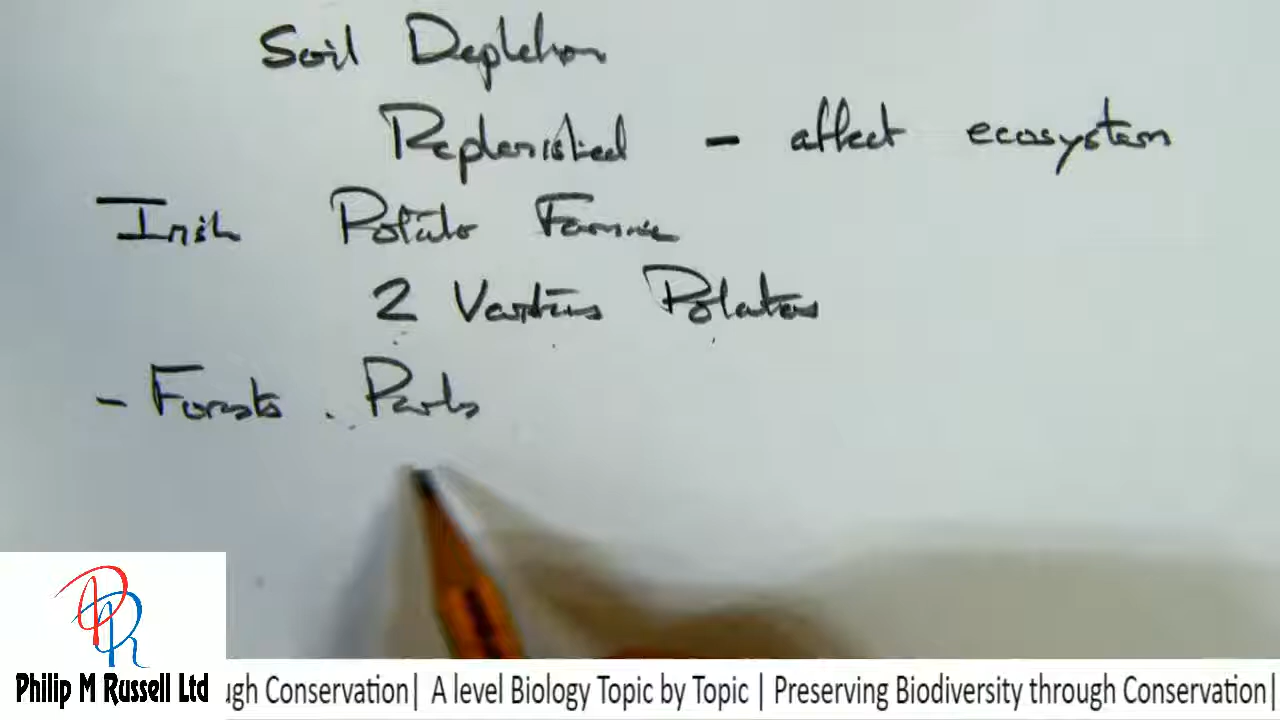 Soil Depletion
Replenished - affect ecosystem
Irish Potato Famine
2 Varieties Potatoes
- Forests . Parks
Philip M Russell Ltd
ugh Conservation| A level Biology Topic by Topic | Preserving Biodiversity through Conservation|